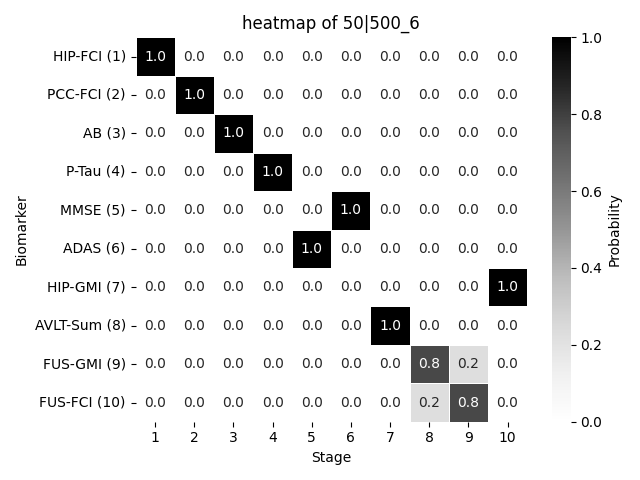 heatmap of 50|500_6
HIP-FCI (1) 1.0 0.0 0.0 0.0 0.0 0.0 0.0 0.0 0.0 0.0
PCC-FCI (2) 0.0 1.0 0.0 0.0 0.0 0.0 0.0 0.0 0.0 0.0
AB (3) 0.0 0.0 1.0 0.0 0.0 0.0 0.0 0.0 0.0 0.0
P-Tau (4) 0.0 0.0 0.0 1.0 0.0 0.0 0.0 0.0 0.0 0.0
MMSE (5) 0.0 0.0 0.0 0.0 0.0 1.0 0.0 0.0 0.0 0.0
ADAS (6) 0.0 0.0 0.0 0.0 1.0 0.0 0.0 0.0 0.0 0.0
HIP-GMI (7) 0.0 0.0 0.0 0.0 0.0 0.0 0.0 0.0 0.0 1.0
AVLT-Sum (8) 0.0 0.0 0.0 0.0 0.0 0.0 1.0 0.0 0.0 0.0
FUS-GMI (9) 0.0 0.0 0.0 0.0 0.0 0.0 0.0 0.8 0.2 0.0
FUS-FCI (10) 0.0 0.0 0.0 0.0 0.0 0.0 0.0 0.2 0.8 0.0
1 2 3 4 5 6 7 8 9 10
Stage
Biomarker
1.0
0.8
0.6
0.4
0.2
0.0
Probability